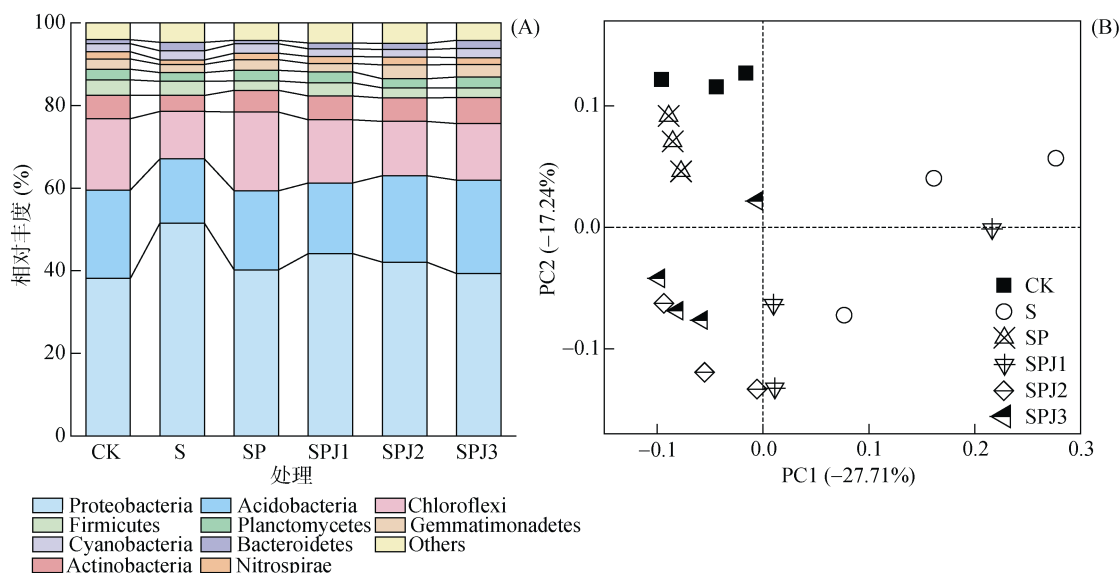 (A)
相对丰度 (%)
100
80
60
40
20
0
CK S SP SPJ1 SPJ2 SPJ3
处理
Proteobacteria Acidobacteria Chloroflexi
Firmicutes Planctomycetes Gemmatimonadetes
Cyanobacteria Bacteroidetes Others
Actinobacteria Nitrospirae
(B)
PC2 (−17.24%)
0.1
0.0
−0.1
−0.1 0.0 0.1 0.2 0.3
PC1 (−27.71%)
CK
S
SP
SPJ1
SPJ2
SPJ3